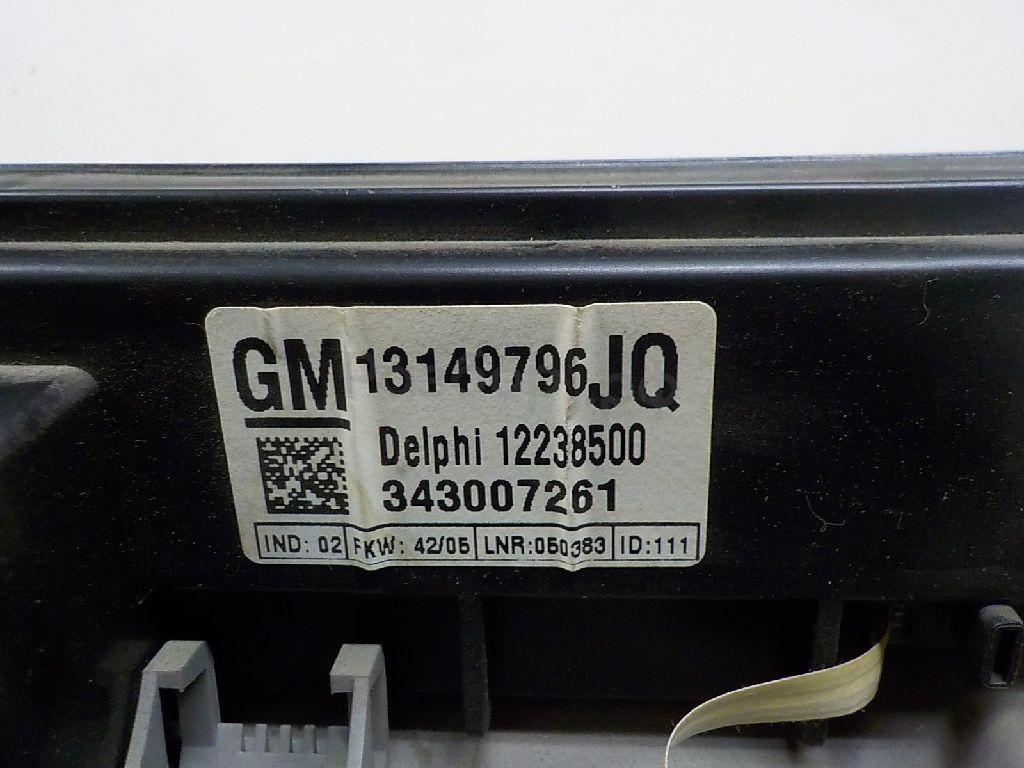 GM 13149796 JQ
Delphi 12238500
343007261
IND: 02 FKW: 42/05 LNR:050383 ID:111